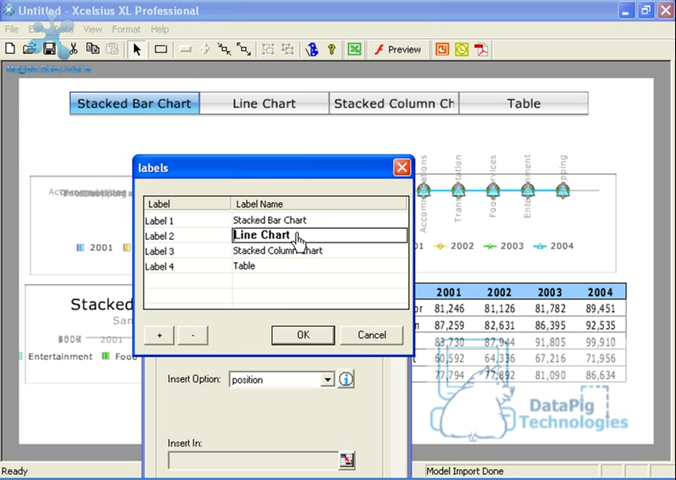 Untitled - Xcelsius XL Professional
File Edit View Format Help
Preview
Stacked Bar Chart Line Chart Stacked Column Ch Table
labels
Label Label Name
Label 1 Stacked Bar Chart
Label 2 Line Chart
Label 3 Stacked Column Chart
Label 4 Table
+ - OK Cancel
Transportation Food Services Entertainment
2001
2002 2003 2004
Stacked
2001
Entertainment
2001 2002 2003 2004
81,246 81,126 81,782 89,451
87,259 82,631 86,395 92,535
83,730 87,944 91,805 99,910
60,592 64,336 67,216 71,956
77,794 77,892 81,090 86,634
Insert Option: position
Insert In:
DataPig
Technologies
Ready Model Import Done